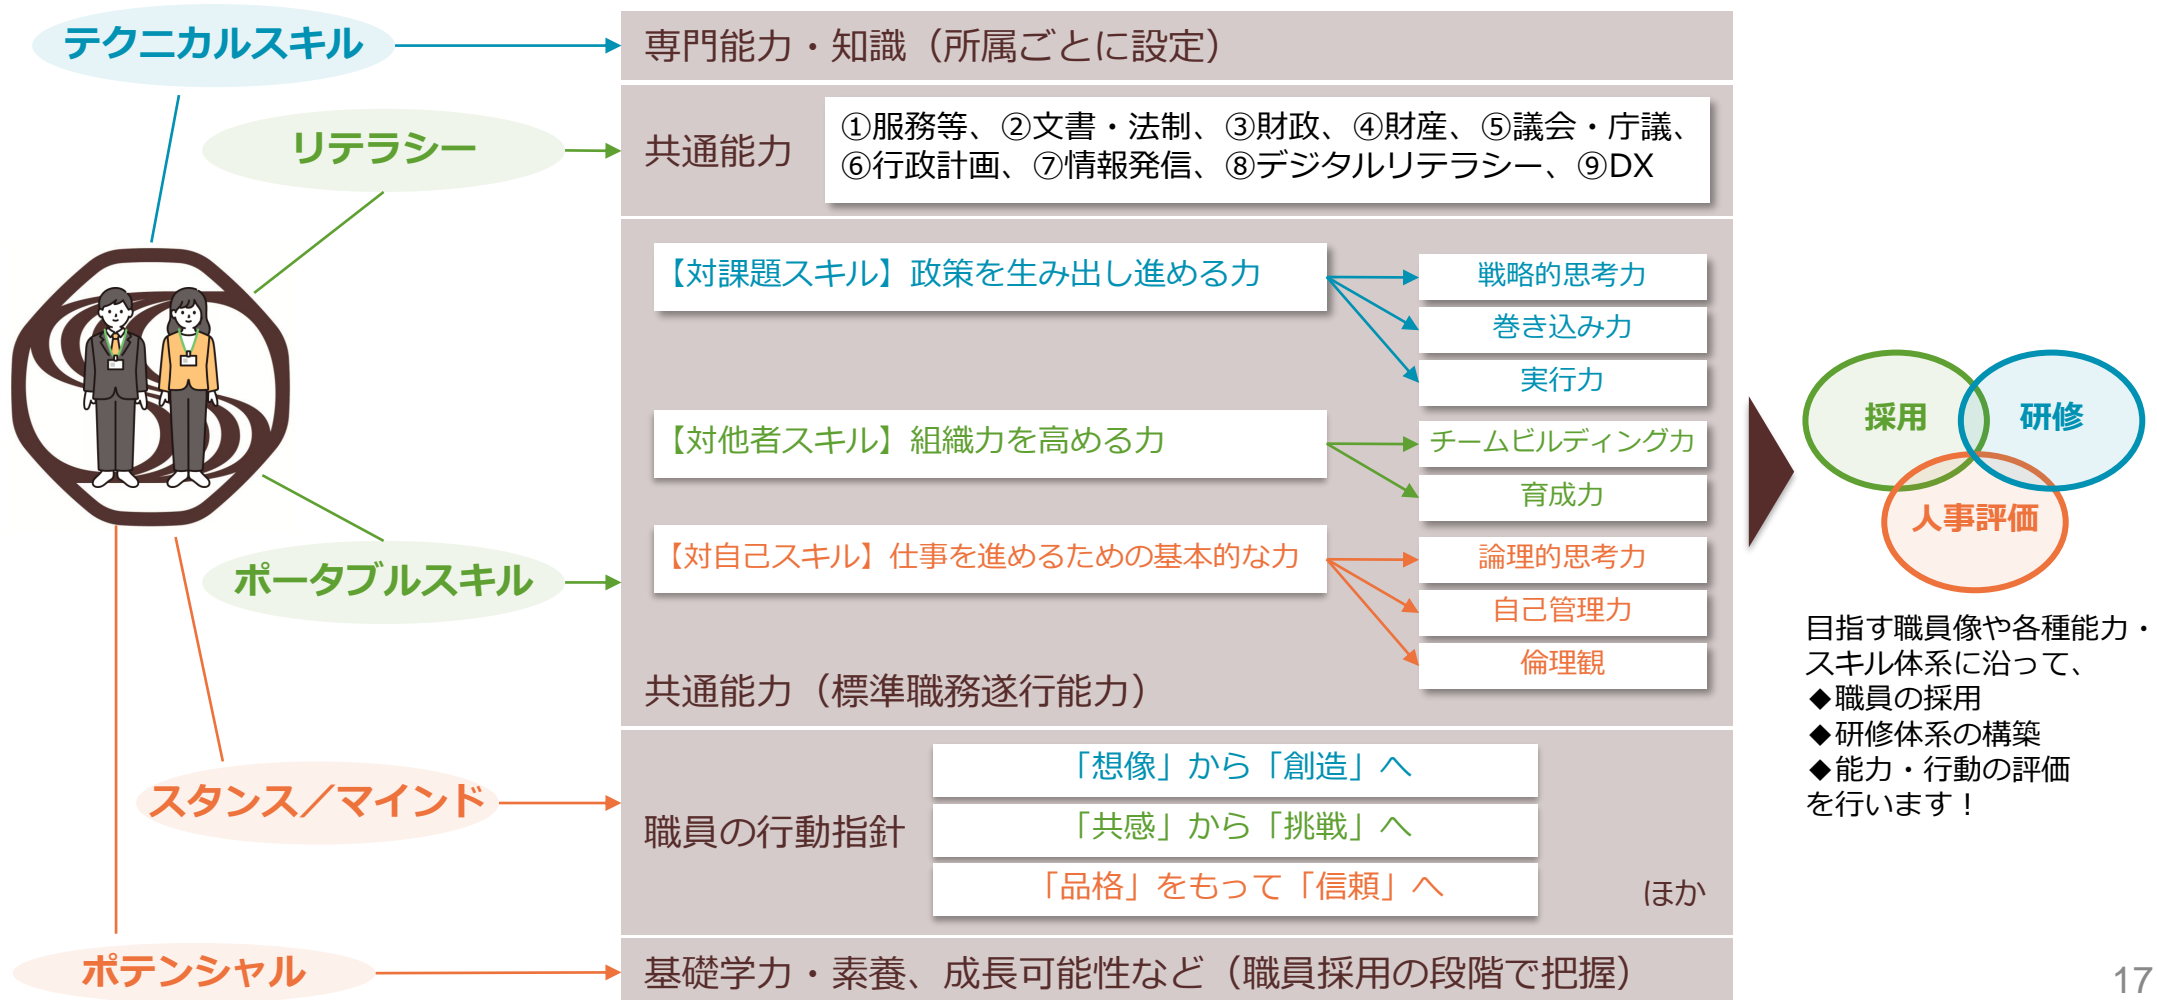 テクニカルスキル
専門能力・知識（所属ごとに設定）
リテラシー
共通能力
①服務等、②文書・法制、③財政、④財産、⑤議会・庁議、
⑥行政計画、⑦情報発信、⑧デジタルリテラシー、⑨DX
ポータブルスキル
【対課題スキル】政策を生み出し進める力
戦略的思考力
巻き込み力
実行力
【対他者スキル】組織力を高める力
チームビルディング力
育成力
【対自己スキル】仕事を進めるための基本的な力
論理的思考力
自己管理力
倫理観
共通能力（標準職務遂行能力）
スタンス／マインド
職員の行動指針
「想像」から「創造」へ
「共感」から「挑戦」へ
「品格」をもって「信頼」へ
ほか
ポテンシャル
基礎学力・素養、成長可能性など（職員採用の段階で把握）
採用
研修
人事評価
目指す職員像や各種能力・
スキル体系に沿って、
◆職員の採用
◆研修体系の構築
◆能力・行動の評価
を行います！
17